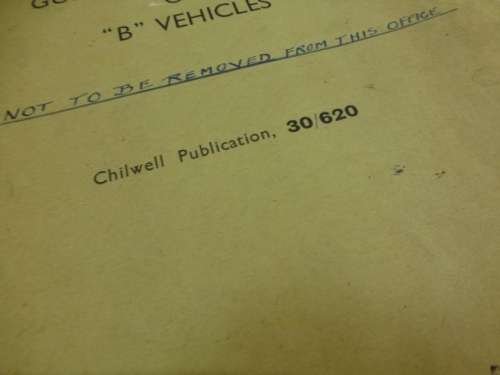 "B" VEHICLES
NOT TO BE REMOVED FROM THIS OFFICE
Chilwell Publication, 30/620